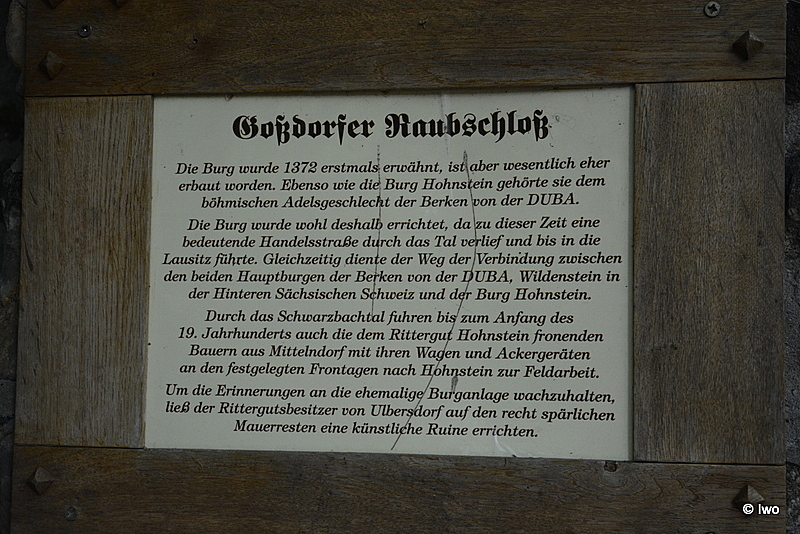 Goßdorfer Raubschloß
Die Burg wurde 1372 erstmals erwähnt, ist aber wesentlich eher
erbaut worden. Ebenso wie die Burg Hohnstein gehörte sie dem
böhmischen Adelsgeschlecht der Berken von der DUBA.
Die Burg wurde wohl deshalb errichtet, da zu dieser Zeit eine
bedeutende Handelsstraße durch das Tal verlief und bis in die
Lausitz führte. Gleichzeitig diente der Weg der Verbindung zwischen
den beiden Hauptburgen der Berken von der DUBA, Wildenstein in
der Hinteren Sächsischen Schweiz und der Burg Hohnstein.
Durch das Schwarzbachtal fuhren bis zum Anfang des
19. Jahrhunderts auch die dem Rittergut Hohnstein fronenden
Bauern aus Mittelndorf mit ihren Wagen und Ackergeräten
an den festgelegten Frontagen nach Hohnstein zur Feldarbeit.
Um die Erinnerungen an die ehemalige Burganlage wachzuhalten,
ließ der Rittergutsbesitzer von Ulbersdorf auf den recht spärlichen
Mauerresten eine künstliche Ruine errichten.
© Iwo